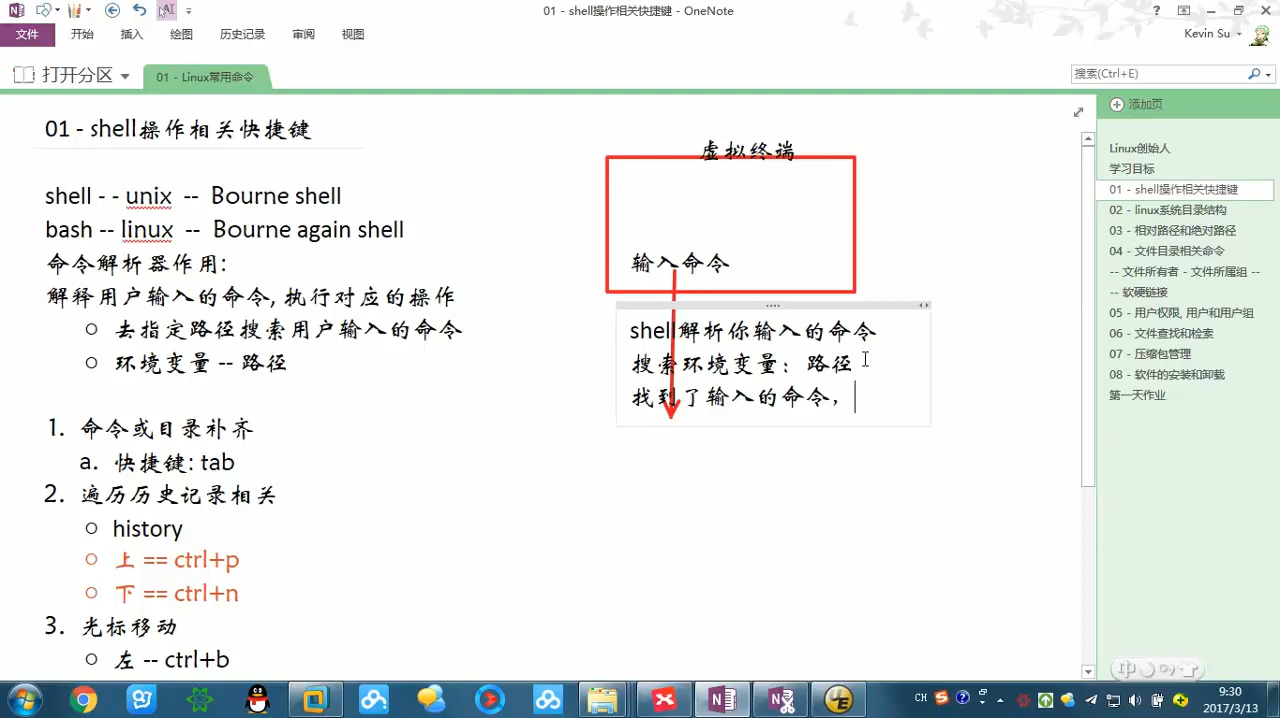 01 - shell操作相关快捷键 - OneNote
文件
开始
插入
绘图
历史记录
审阅
视图
Kevin Su
打开分区
01 - Linux常用命令
搜索(Ctrl+E)
01 - shell操作相关快捷键
shell - - unix -- Bourne shell
bash -- linux -- Bourne again shell
命令解析器作用:
解释用户输入的命令, 执行对应的操作
去指定路径搜索用户输入的命令
环境变量 -- 路径
1. 命令或目录补齐
a. 快捷键: tab
2. 遍历历史记录相关
history
上 == ctrl+p
下 == ctrl+n
3. 光标移动
左 -- ctrl+b
虚拟终端
输入命令
shell解析你输入的命令
搜索环境变量：路径
找到了输入的命令，
添加页
Linux创始人
学习目标
01 - shell操作相关快捷键
02 - linux系统目录结构
03 - 相对路径和绝对路径
04 - 文件目录相关命令
-- 文件所有者 - 文件所属组 --
-- 软硬链接
05 - 用户权限, 用户和用户组
06 - 文件查找和检索
07 - 压缩包管理
08 - 软件的安装和卸载
第一天作业
中
CH
9:30
2017/3/13